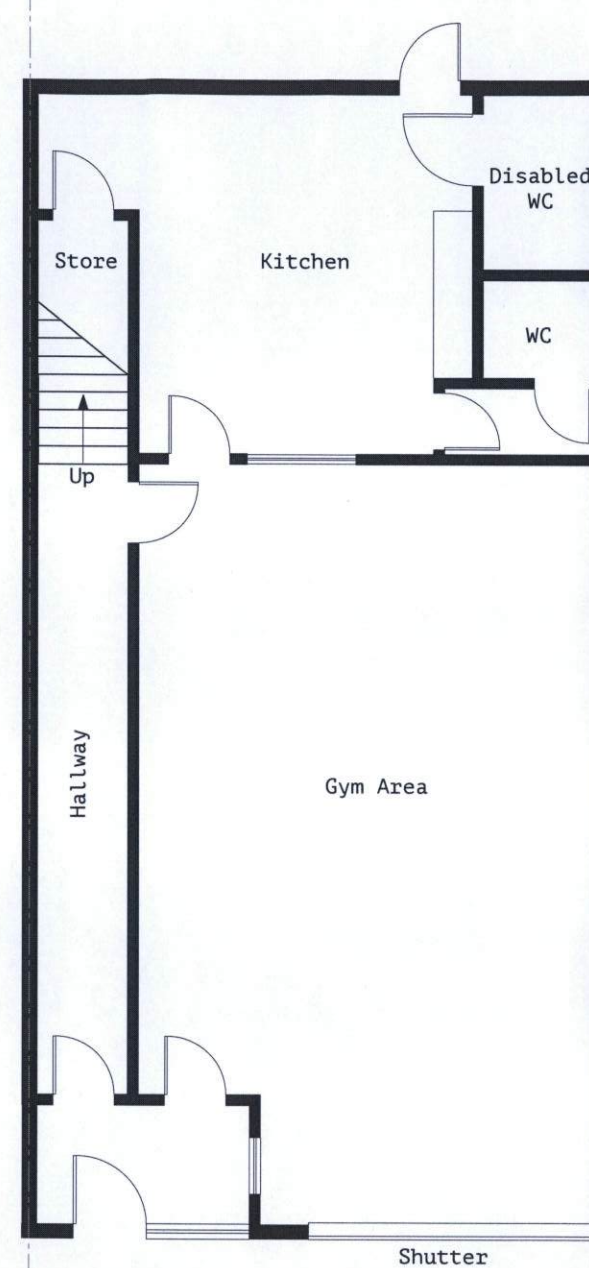 Disabled
WC
Store
Kitchen
WC
Up
Hallway
Gym Area
Shutter